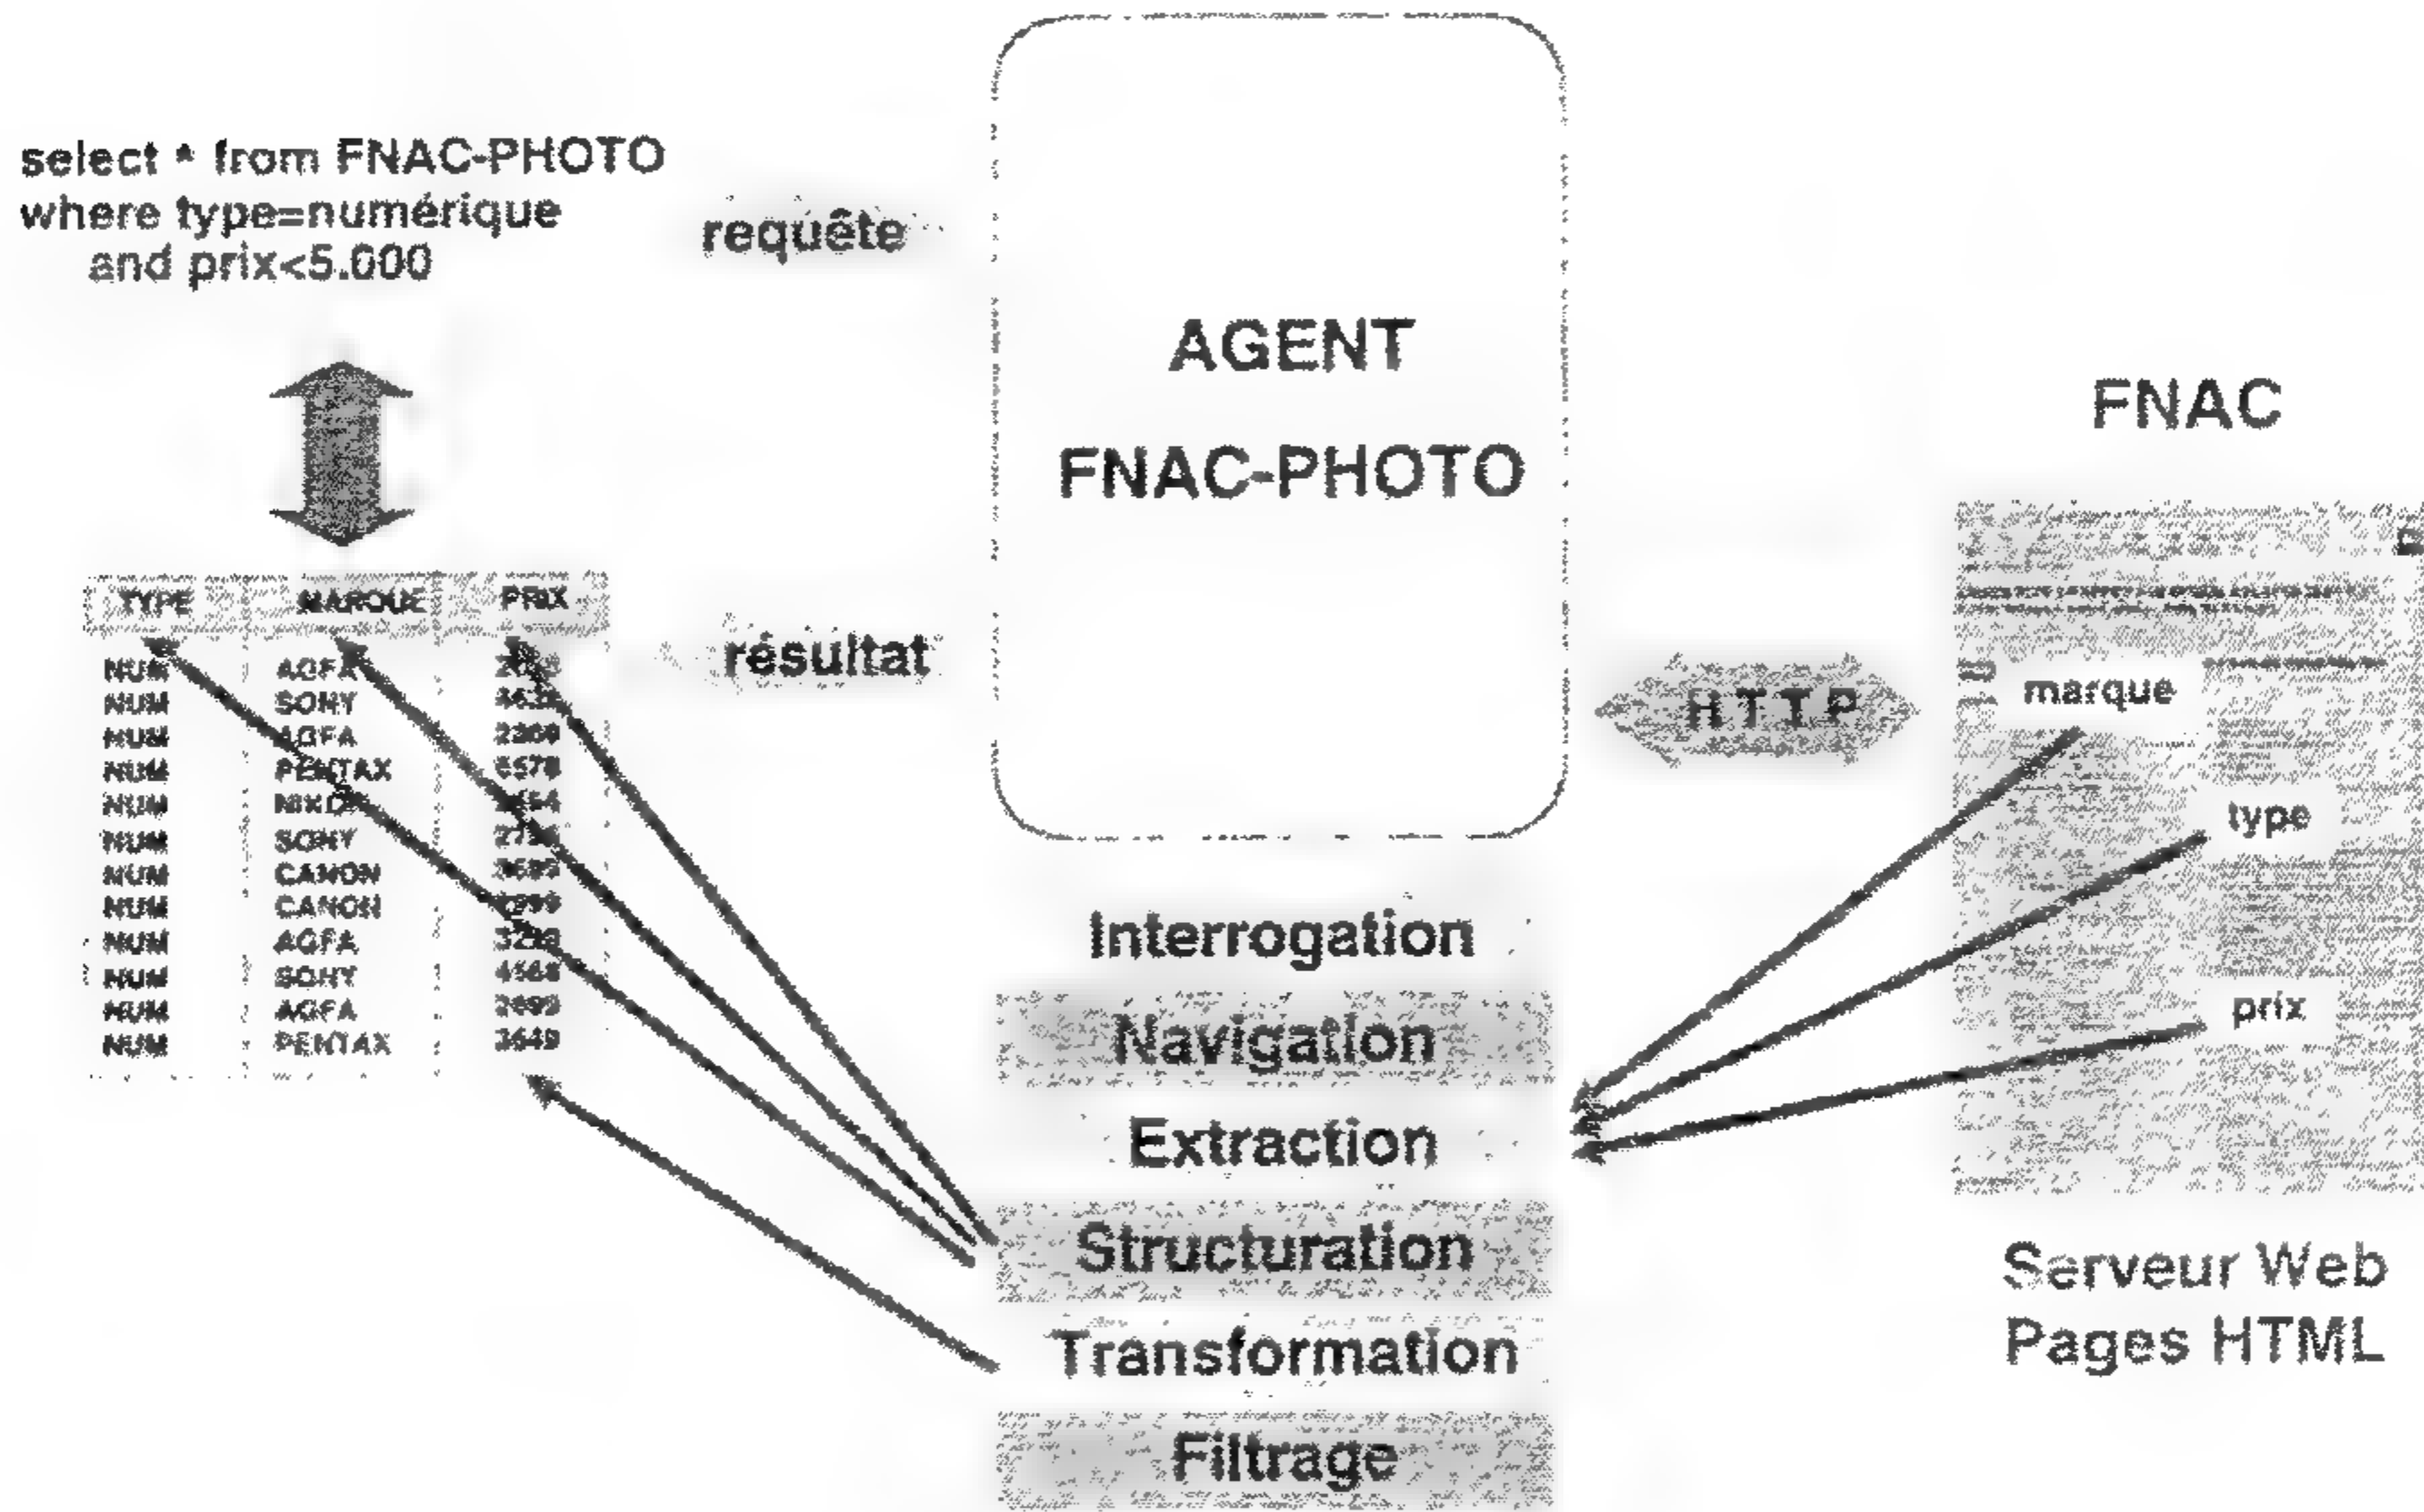 select * from FNAC-PHOTO
where type=numérique
and prix<5.000
requête
AGENT
FNAC-PHOTO
FNAC
TYPE MARQUE PRIX
résultat
HTTP
marque
type
prix
NUM AGFA
NUM SONY
NUM AGFA
NUM PENTAX
NUM
NUM SONY
NUM CANON
NUM CANON
NUM AGFA
NUM SONY
NUM AGFA
NUM PENTAX 3649
Interrogation
Navigation
Extraction
Structuration
Transformation
Filtrage
Serveur Web
Pages HTML